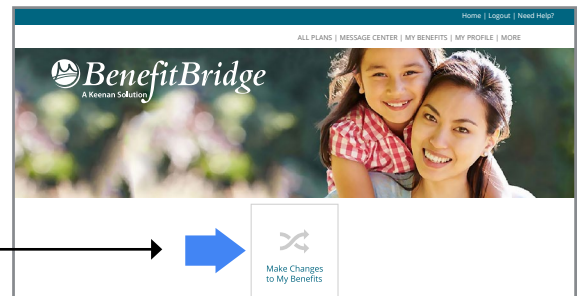 Home | Logout | Need Help?
ALL PLANS | MESSAGE CENTER | MY BENEFITS | MY PROFILE | MORE
BenefitBridge
A Keenan Solution
Make Changes
to My Benefits